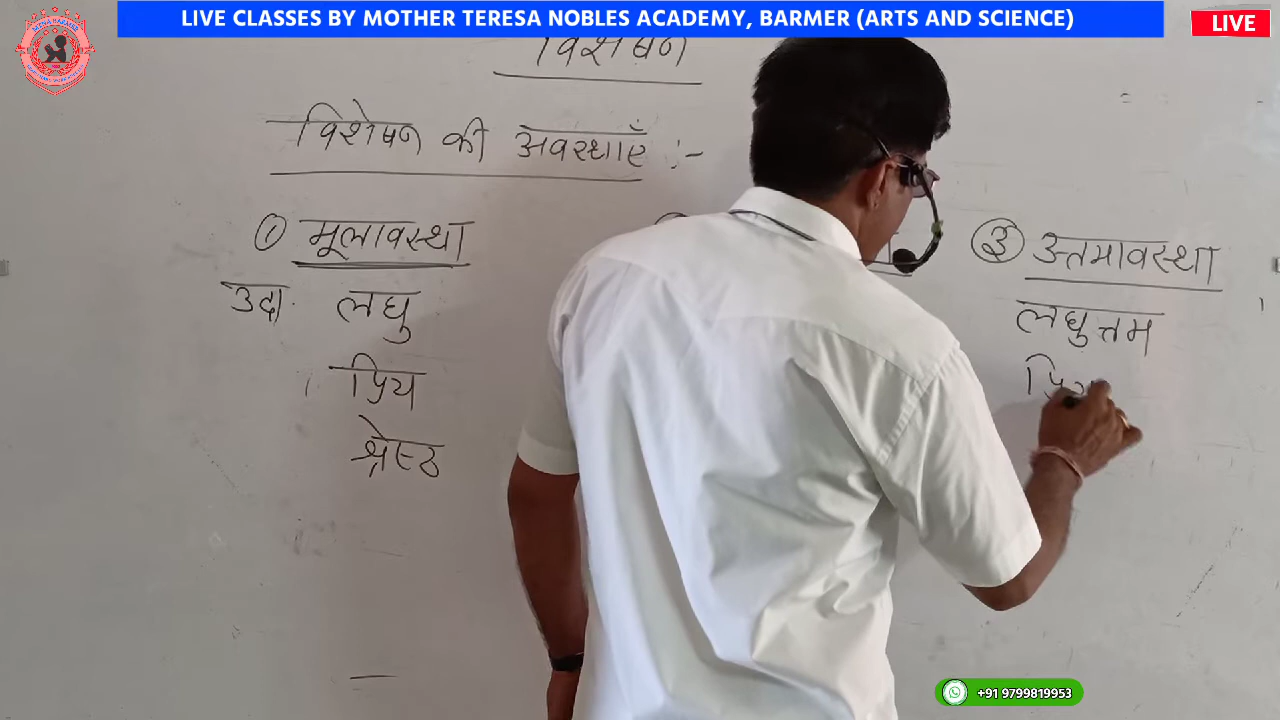 LIVE CLASSES BY MOTHER TERESA NOBLES ACADEMY, BARMER (ARTS AND SCIENCE)
LIVE
विशेषण
विशेषण की अवस्थाएँ :-
① मूलावस्था
③ उत्तमावस्था
उदा. लघु
लघुत्तम
प्रिय
प्रिय
श्रेष्ठ
+91 9799819953